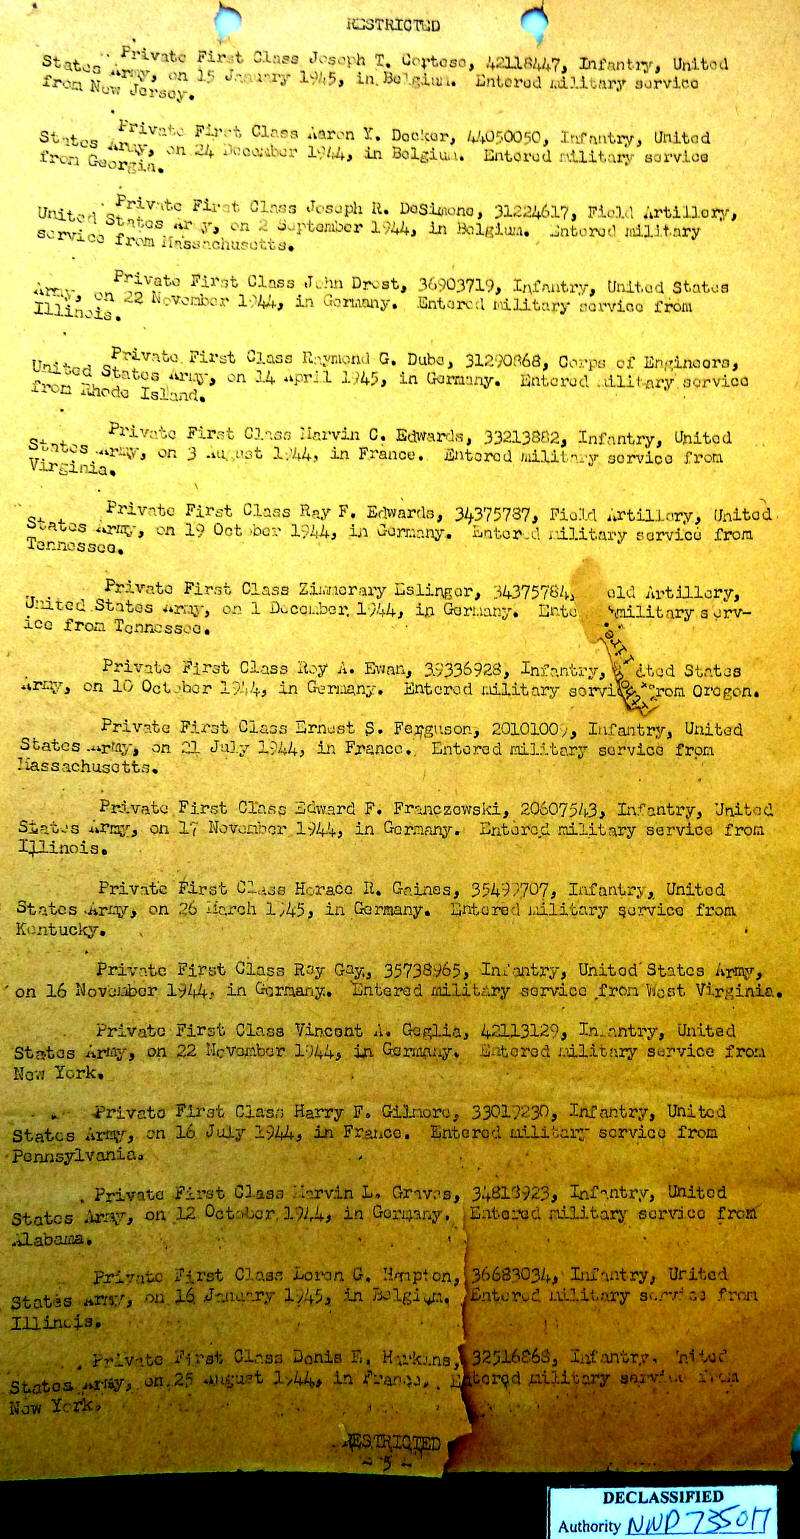 RESTRICTED
Private First Class Joseph T. Cortese, 42118447, Infantry, United
States Army, on 15 January 1945, in Belgium. Entered military service
from New Jersey.
Private First Class Aaron Y. Decker, 44050050, Infantry, United
States Army, on 24 December 1944, in Belgium. Entered military service
from Georgia.
Private First Class Joseph R. DeSimone, 31224617, Field Artillery,
United States Army, on 2 September 1944, in Belgium. Entered military
service from Massachusetts.
Private First Class John Drost, 36903719, Infantry, United States
Army, on 22 November 1944, in Germany. Entered military service from
Illinois.
Private First Class Raymond G. Dube, 31290868, Corps of Engineers,
United States Army, on 14 April 1945, in Germany. Entered military service
from Rhode Island.
Private First Class Marvin C. Edwards, 33213882, Infantry, United
States Army, on 3 August 1944, in France. Entered military service from
Virginia.
Private First Class Ray F. Edwards, 34375787, Field Artillery, United
States Army, on 19 October 1944, in Germany. Entered military service from
Tennessee.
Private First Class Zimmerary Eslinger, 34375784, eld Artillery,
United States Army, on 1 December 1944, in Germany. Ente military serv-
ice from Tennessee.
Private First Class Roy A. Ewan, 39336928, Infantry, ited States
Army, on 10 October 1944, in Germany. Entered military servi from Oregon.
Private First Class Ernest S. Ferguson, 2010100, Infantry, United
States Army, on 21 July 1944, in France. Entered military service from
Massachusetts.
Private First Class Edward F. Franczowski, 20607543, Infantry, United
States Army, on 17 November 1944, in Germany. Entered military service from
Illinois.
Private First Class Horace R. Gaines, 35499707, Infantry, United
States Army, on 26 March 1945, in Germany. Entered military service from
Kentucky.
Private First Class Ray Gay, 35738965, Infantry, United States Army,
on 16 November 1944, in Germany. Entered military service from West Virginia.
Private First Class Vincent A. Geglia, 42113129, Infantry, United
States Army, on 22 November 1944, in Germany. Entered military service from
New York.
Private First Class Harry F. Gilmore, 33019230, Infantry, United
States Army, on 16 July 1944, in France. Entered military service from
Pennsylvania.
Private First Class Marvin L. Graves, 34818923, Infantry, United
States Army, on 12 October 1944, in Germany. Entered military service from
Alabama.
Private First Class Loren G. Hampton, 36683034, Infantry, United
States Army, on 16 January 1945, in Belgium. Entered military service from
Illinois.
Private First Class Denis E. Harkins, 32516868, Infantry, United
States Army, on 25 August 1944, in France. Entered military service from
New York.
RESTRICTED
- 5 -
DECLASSIFIED
Authority NND 735017